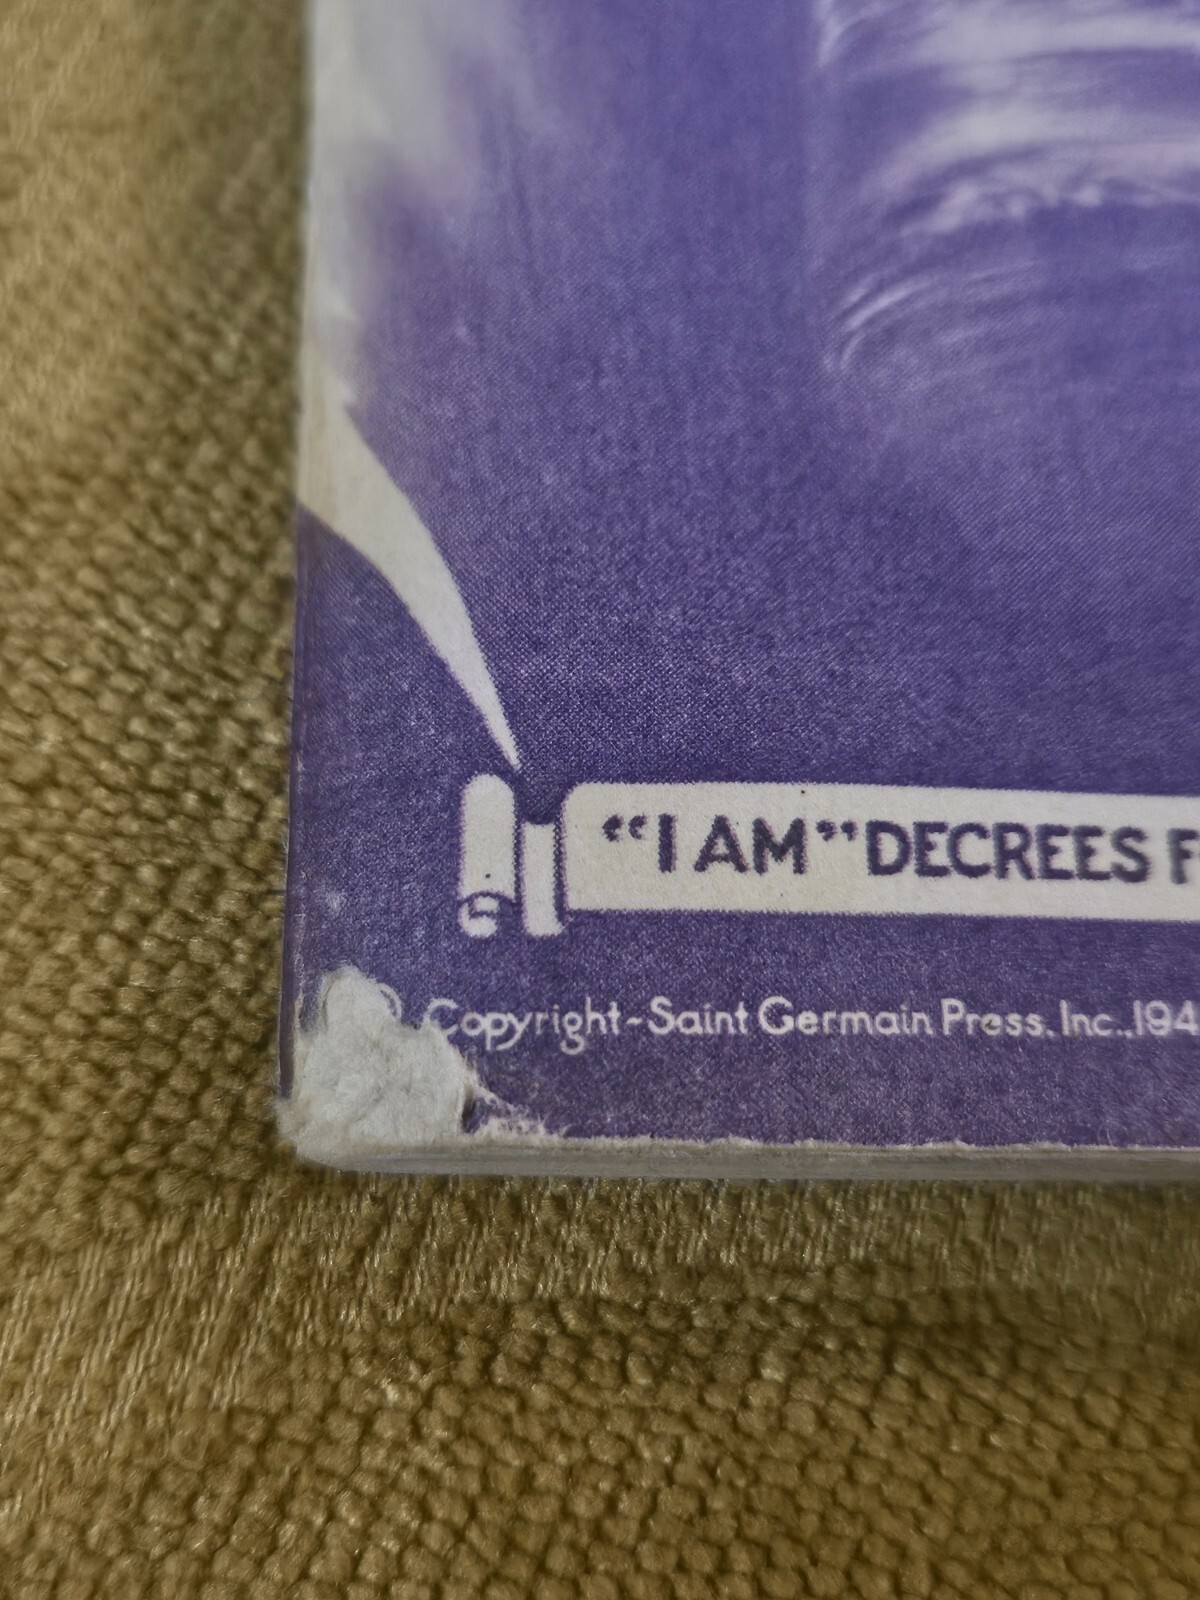 “I AM” DECREES F
© Copyright-Saint Germain Press. Inc..,194